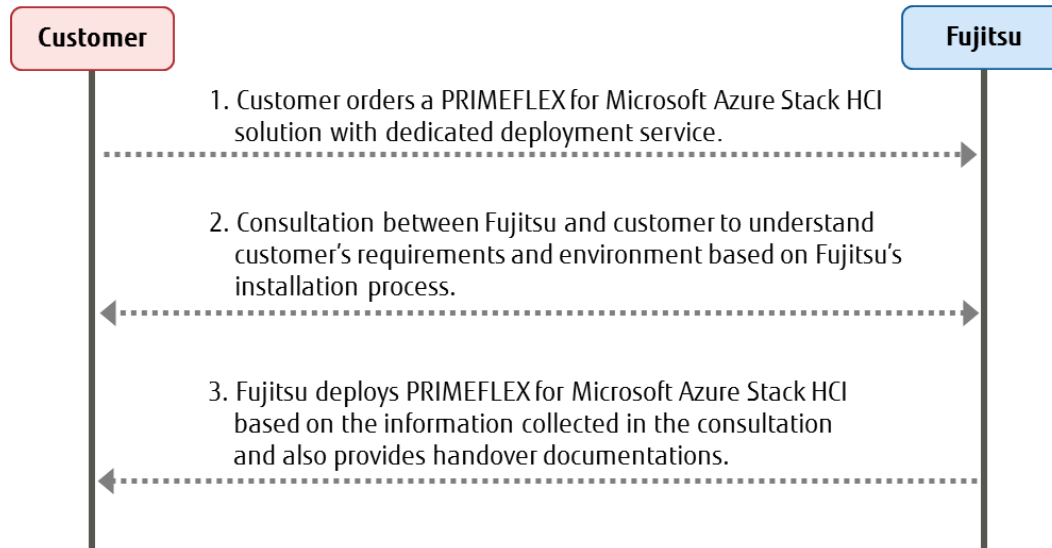 Customer
Fujitsu
1. Customer orders a PRIMEFLEX for Microsoft Azure Stack HCI
solution with dedicated deployment service.
2. Consultation between Fujitsu and customer to understand
customer's requirements and environment based on Fujitsu's
installation process.
3. Fujitsu deploys PRIMEFLEX for Microsoft Azure Stack HCI
based on the information collected in the consultation
and also provides handover documentations.